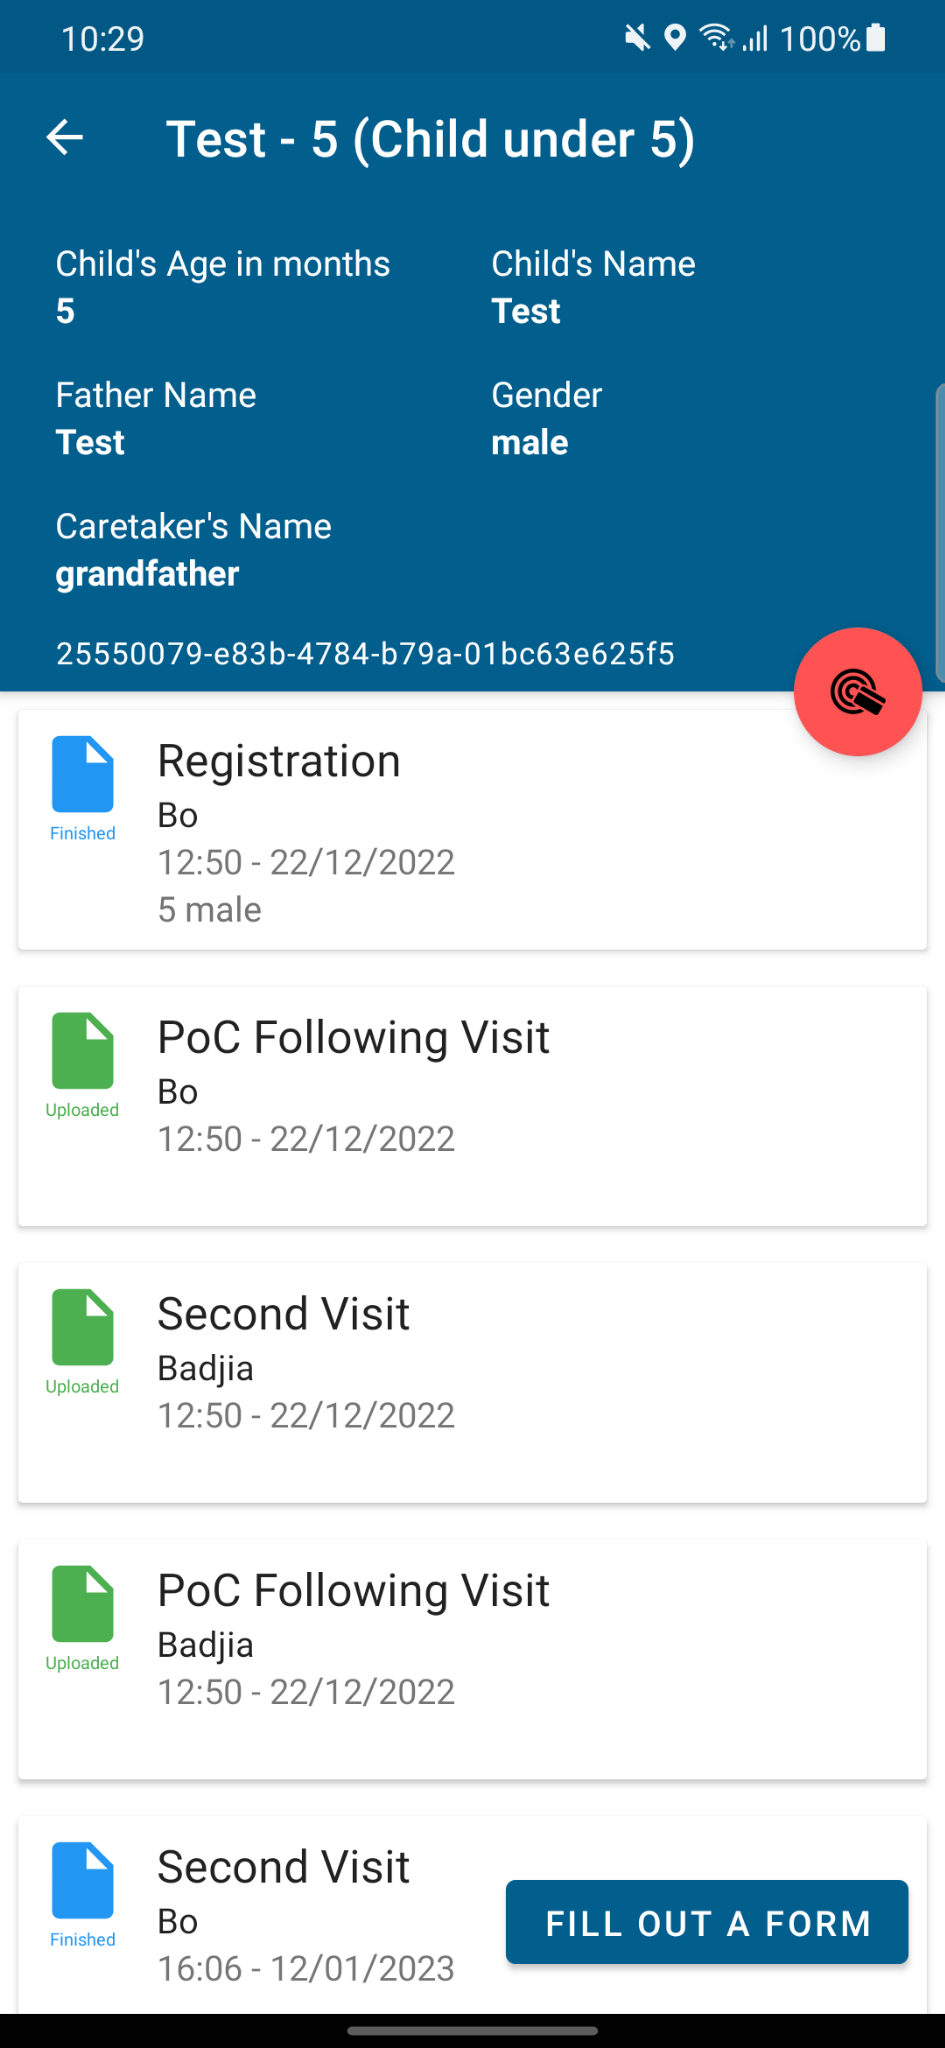 10:29
100%
Test - 5 (Child under 5)
Child's Age in months
5
Child's Name
Test
Father Name
Test
Gender
male
Caretaker's Name
grandfather
25550079-e83b-4784-b79a-01bc63e625f5
Registration
Bo
Finished
12:50 - 22/12/2022
5 male
PoC Following Visit
Bo
Uploaded
12:50 - 22/12/2022
Second Visit
Badjia
Uploaded
12:50 - 22/12/2022
PoC Following Visit
Badjia
Uploaded
12:50 - 22/12/2022
Second Visit
Bo
Finished
16:06 - 12/01/2023
FILL OUT A FORM